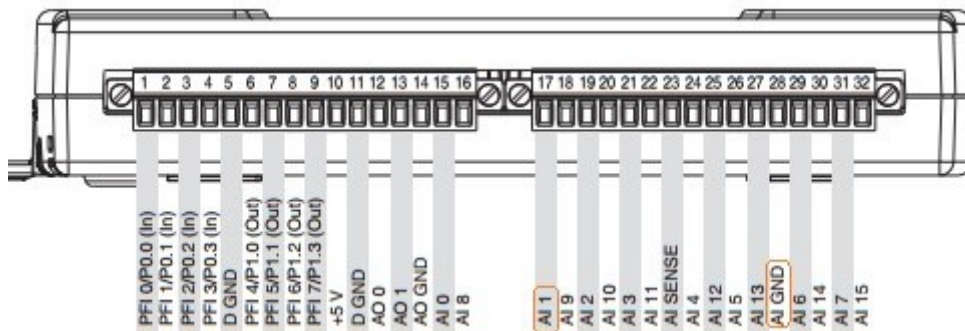 1 2 3 4 5 6 7 8 9 10 11 12 13 14 15 16
17 18 19 20 21 22 23 24 25 26 27 28 29 30 31 32
PFI 0/P0.0 (In)
PFI 1/P0.1 (In)
PFI 2/P0.2 (In)
PFI 3/P0.3 (In)
D GND
PFI 4/P1.0 (Out)
PFI 5/P1.1 (Out)
PFI 6/P1.2 (Out)
PFI 7/P1.3 (Out)
+5 V
D GND
AO 0
AO 1
AO GND
AI 0
AI 8
AI 1
AI 9
AI 2
AI 10
AI 3
AI 11
AI SENSE
AI 4
AI 12
AI 5
AI 13
AI GND
AI 6
AI 14
AI 7
AI 15